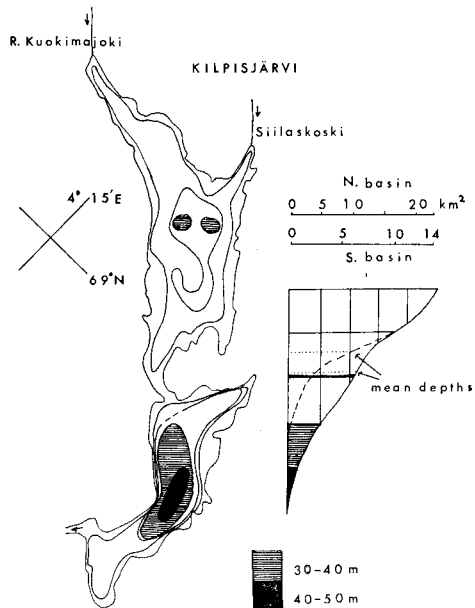 R. Kuokimajoki
KILPISJÄRVI
Siilaskoski
4° 15'E
69°N
N. basin
0 5 10 20 km²
0 5 10 14
S. basin
mean depths
30-40 m
40-50 m